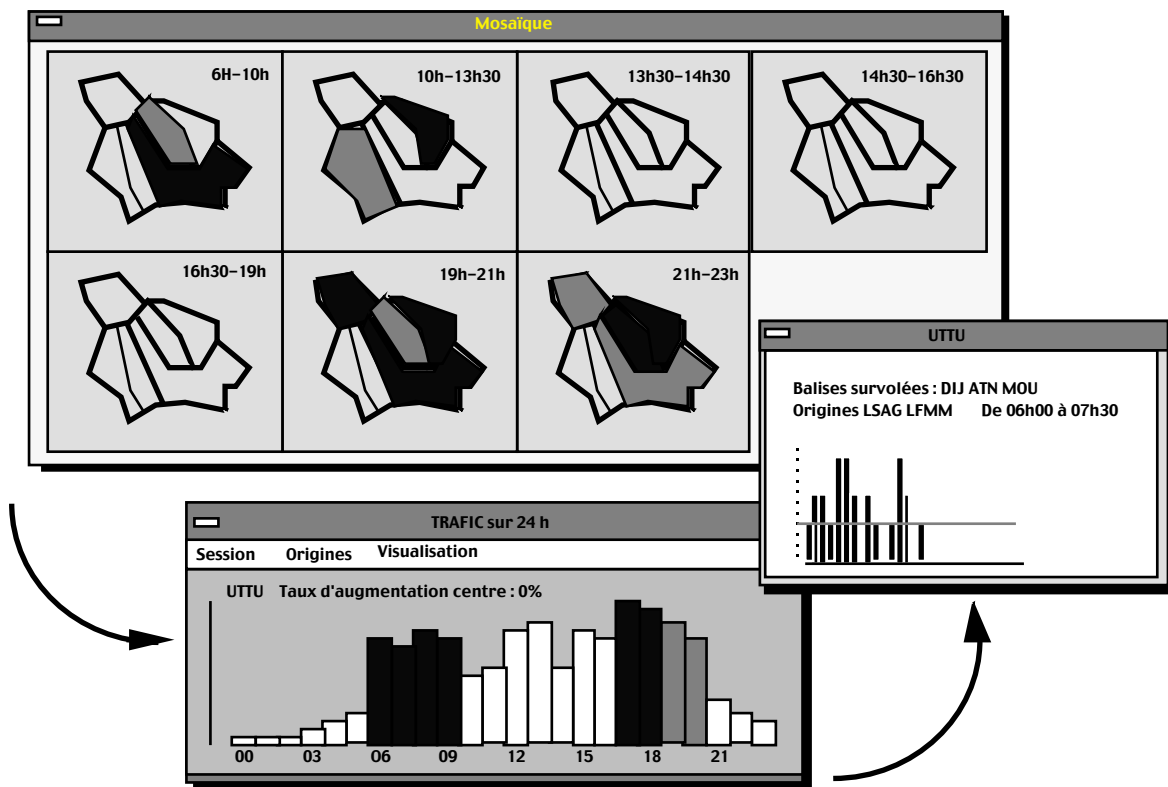 Mosaïque
6H-10h
10h-13h30
13h30-14h30
14h30-16h30
16h30-19h
19h-21h
21h-23h
UTTU
Balises survolées : DIJ ATN MOU
Origines LSAG LFMM De 06h00 à 07h30
TRAFIC sur 24 h
Session Origines Visualisation
UTTU Taux d'augmentation centre : 0%
00 03 06 09 12 15 18 21